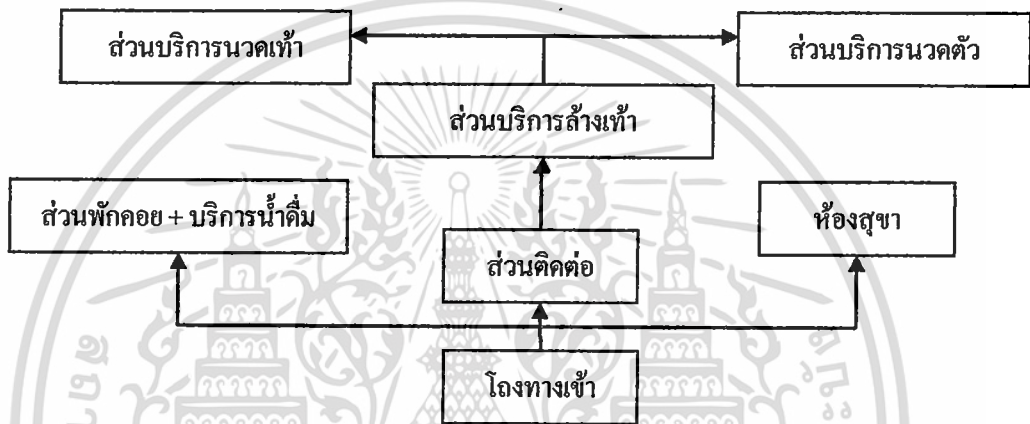 ส่วนบริการนวดเท้า
ส่วนบริการนวดตัว
ส่วนบริการล้างเท้า
ส่วนพักคอย + บริการน้ำดื่ม
ห้องสุขา
ส่วนติดต่อ
โถงทางเข้า